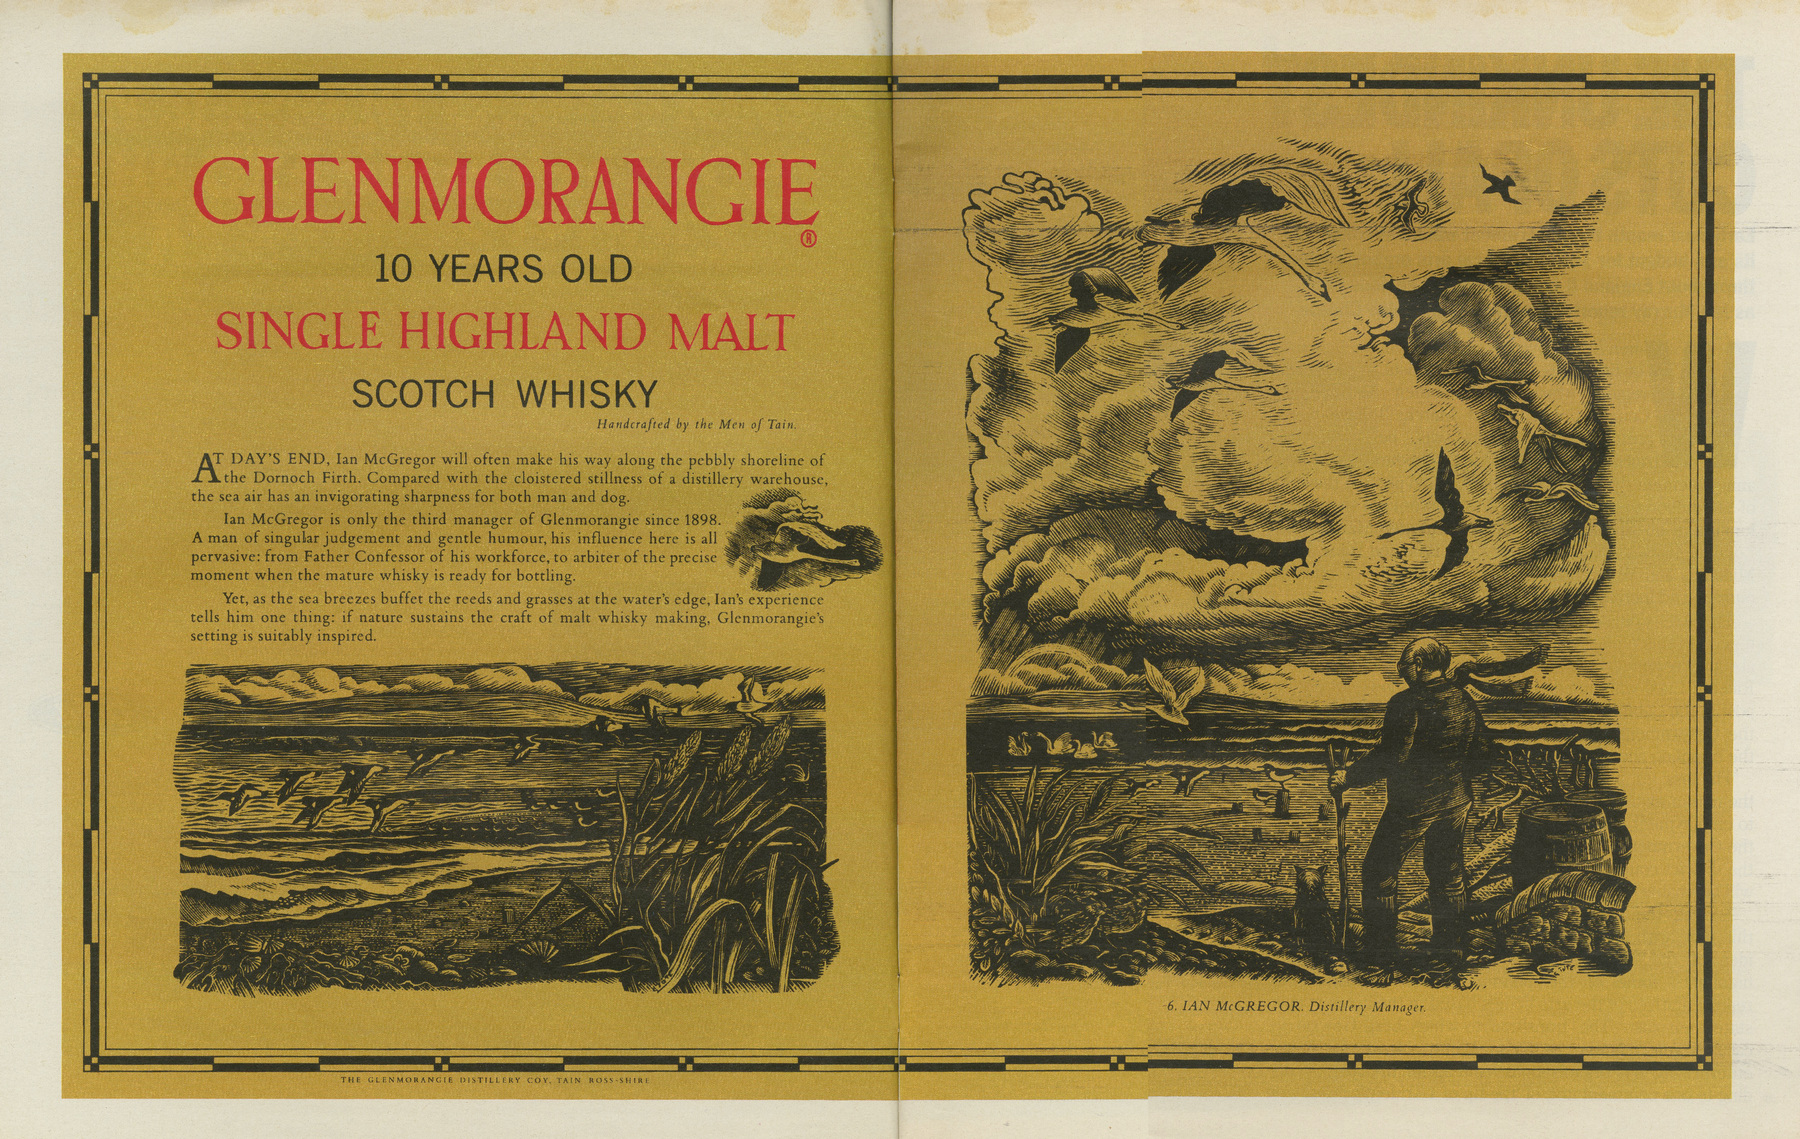 GLENMORANGIE
®
10 YEARS OLD
SINGLE HIGHLAND MALT
SCOTCH WHISKY
Handcrafted by the Men of Tain.
AT DAY'S END, Ian McGregor will often make his way along the pebbly shoreline of
the Dornoch Firth. Compared with the cloistered stillness of a distillery warehouse,
the sea air has an invigorating sharpness for both man and dog.
Ian McGregor is only the third manager of Glenmorangie since 1898.
A man of singular judgement and gentle humour, his influence here is all
pervasive: from Father Confessor of his workforce, to arbiter of the precise
moment when the mature whisky is ready for bottling.
Yet, as the sea breezes buffet the reeds and grasses at the water's edge, Ian's experience
tells him one thing: if nature sustains the craft of malt whisky making, Glenmorangie's
setting is suitably inspired.
THE GLENMORANGIE DISTILLERY COY, TAIN ROSS-SHIRE
6. IAN McGREGOR. Distillery Manager.